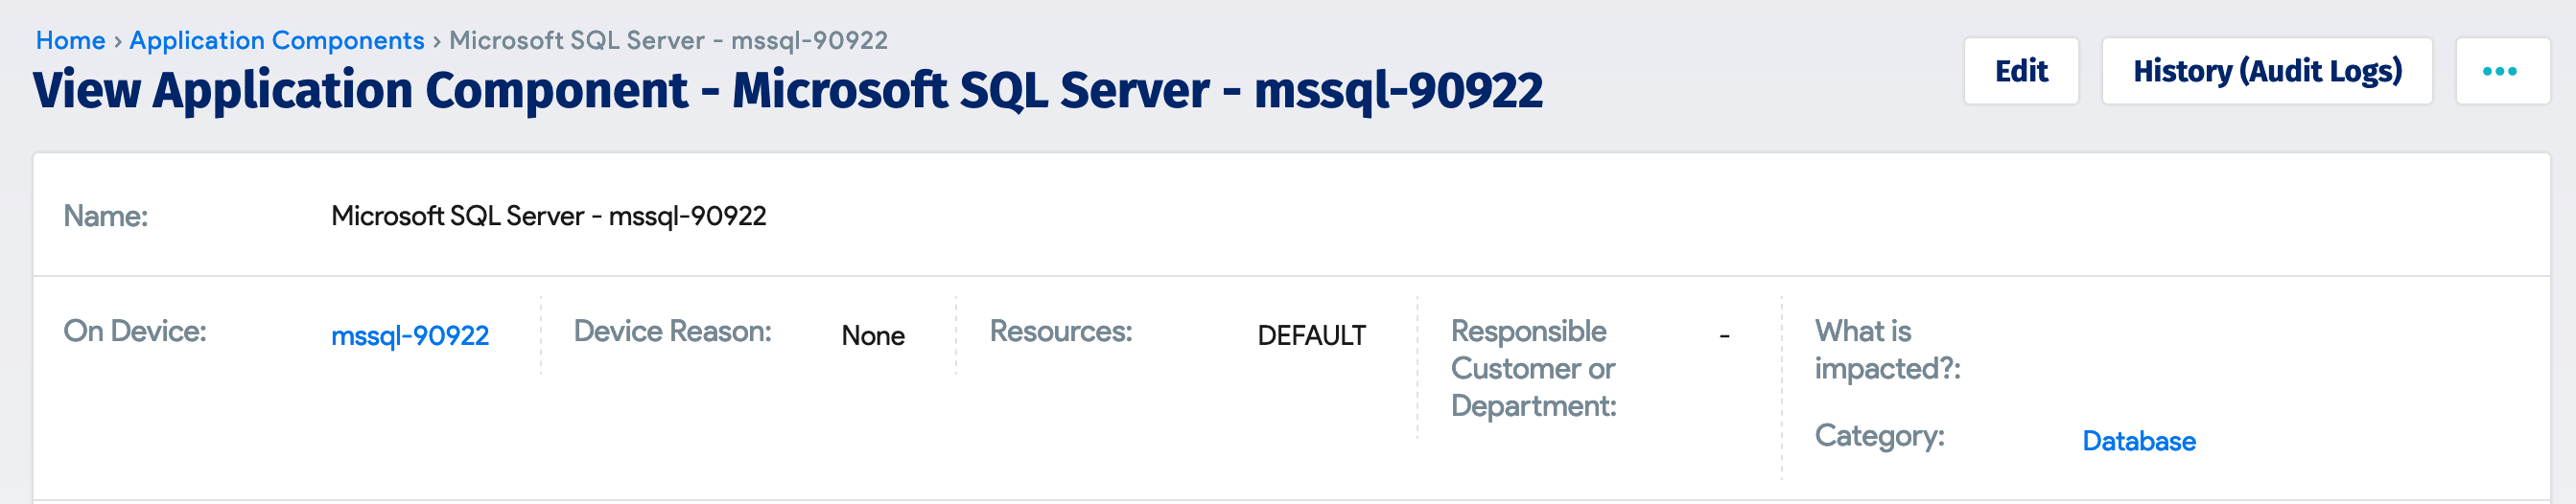 Home › Application Components › Microsoft SQL Server - mssql-90922
View Application Component - Microsoft SQL Server - mssql-90922
Edit
History (Audit Logs)
•••
Name:
Microsoft SQL Server - mssql-90922
On Device:
mssql-90922
Device Reason:
None
Resources:
DEFAULT
Responsible
Customer or
Department:
-
What is
impacted?:
Category:
Database